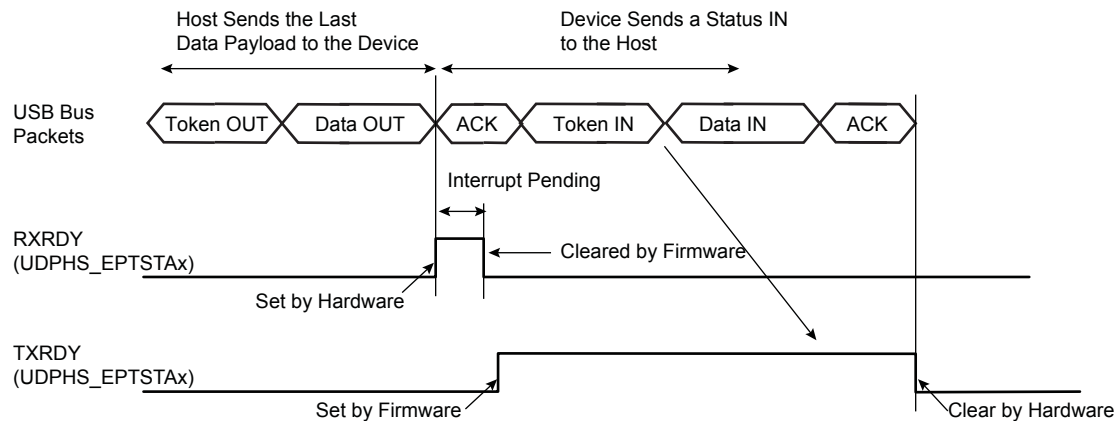 Host Sends the Last
Data Payload to the Device
Device Sends a Status IN
to the Host
USB Bus
Packets
Token OUT
Data OUT
ACK
Token IN
Data IN
ACK
Interrupt Pending
RXRDY
(UDPHS_EPTSTAx)
Cleared by Firmware
Set by Hardware
TXRDY
(UDPHS_EPTSTAx)
Set by Firmware
Clear by Hardware